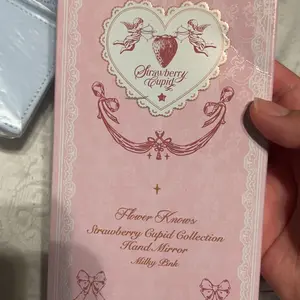 Strawberry
Cupid
Flower Knows
Strawberry Cupid Collection
Hand Mirror
Milky Pink